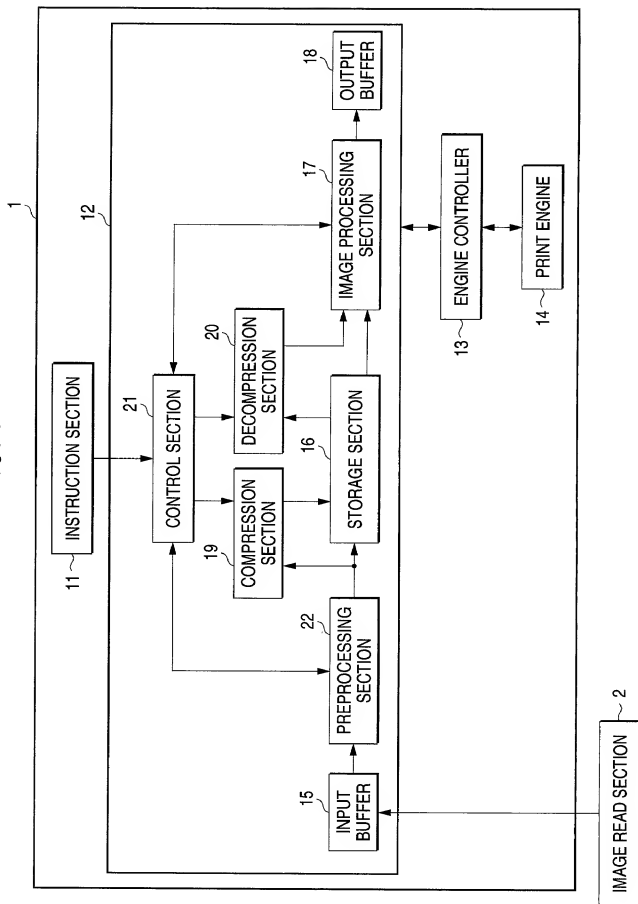 1
11
INSTRUCTION SECTION
12
21
CONTROL SECTION
19
COMPRESSION
SECTION
20
DECOMPRESSION
SECTION
15
INPUT
BUFFER
22
PREPROCESSING
SECTION
16
STORAGE SECTION
17
IMAGE PROCESSING
SECTION
18
OUTPUT
BUFFER
13
ENGINE CONTROLLER
14
PRINT ENGINE
2
IMAGE READ SECTION